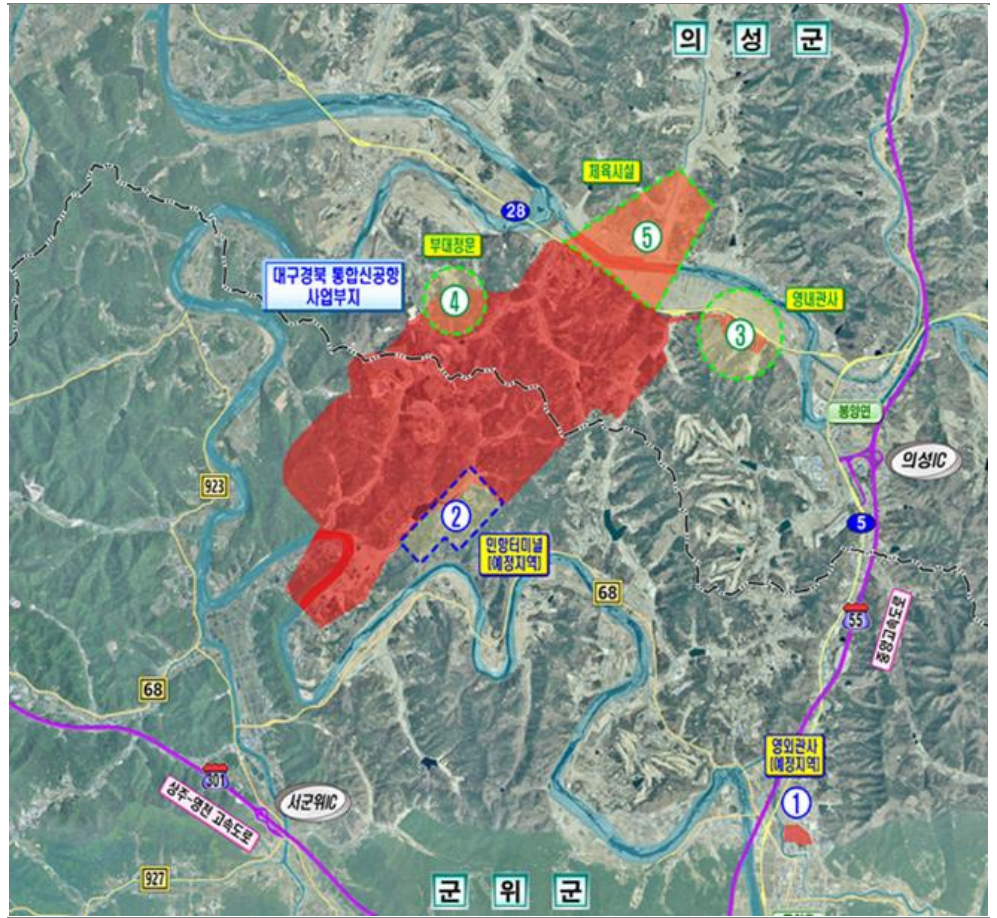 의 성 군
체육시설
⑤
28
부대정문
④
대구경북 통합신공항
사업부지
영내관사
③
봉양면
의성IC
923
②
민항터미널
[예정지역]
5
68
55
중앙고속도로
68
영외관사
[예정지역]
①
301
상주-영천 고속도로
서군위IC
927
군 위 군